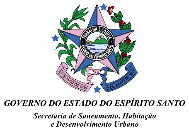 GOVERNO DO ESTADO DO ESPÍRITO SANTO
Secretaria de Saneamento, Habitação
e Desenvolvimento Urbano